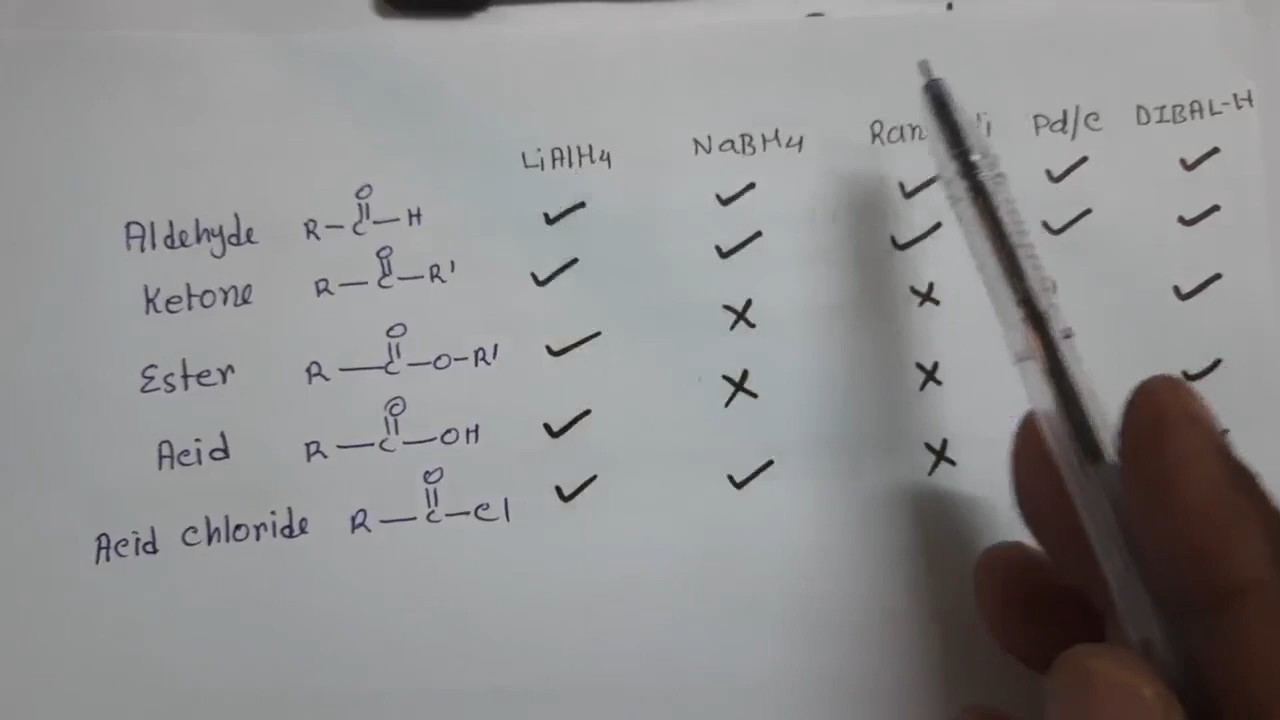 LiAlH4 NaBH4 Pd/C DIBAL-H
Aldehyde R-C-H O ✓ ✓ ✓ ✓ ✓
Ketone R-C-R' O ✓ ✓ ✓ ✓ ✓
Ester R-C-O-R' O ✓ ✗ ✗ ✓
Acid R-C-OH O ✓ ✗ ✗ ✓
Acid chloride R-C-Cl O ✓ ✓ ✗